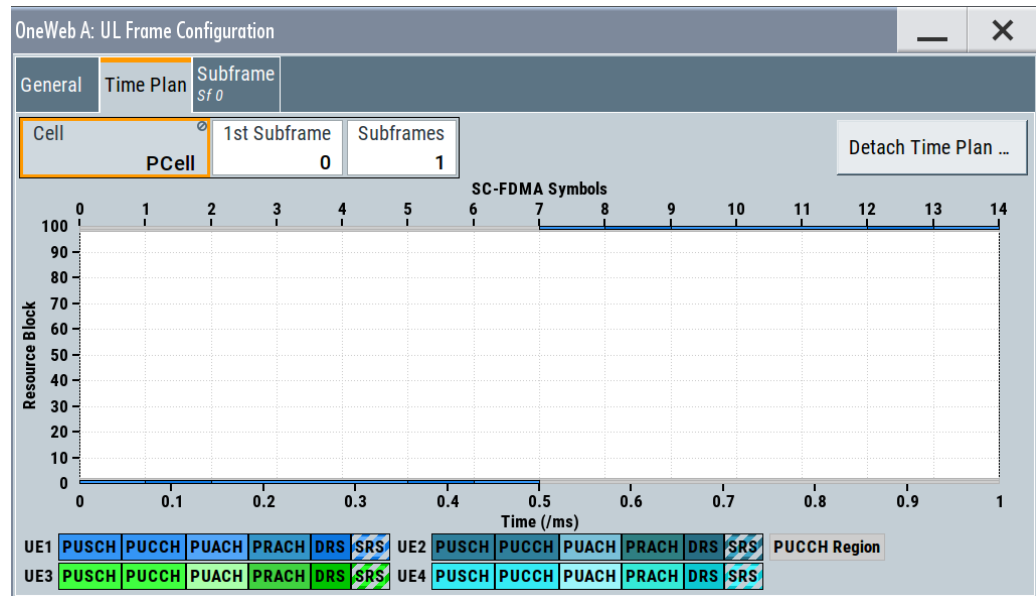 OneWeb A: UL Frame Configuration
General Time Plan Subframe
Sf 0
Cell 1st Subframe Subframes
PCell 0 1
Detach Time Plan ...
SC-FDMA Symbols
0 1 2 3 4 5 6 7 8 9 10 11 12 13 14
100
90
80
70
60
50
40
30
20
10
0
Resource Block
0 0.1 0.2 0.3 0.4 0.5 0.6 0.7 0.8 0.9 1
Time (/ms)
UE1 PUSCH PUCCH PUACH PRACH DRS SRS UE2 PUSCH PUCCH PUACH PRACH DRS SRS PUCCH Region
UE3 PUSCH PUCCH PUACH PRACH DRS SRS UE4 PUSCH PUCCH PUACH PRACH DRS SRS